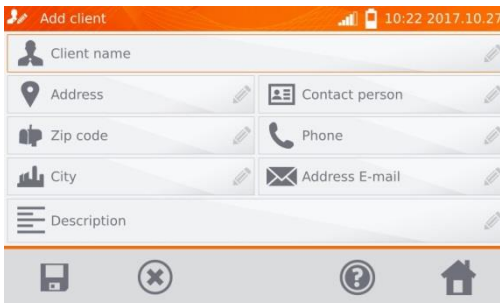 Add client 10:22 2017.10.27
Client name
Address Contact person
Zip code Phone
City Address E-mail
Description